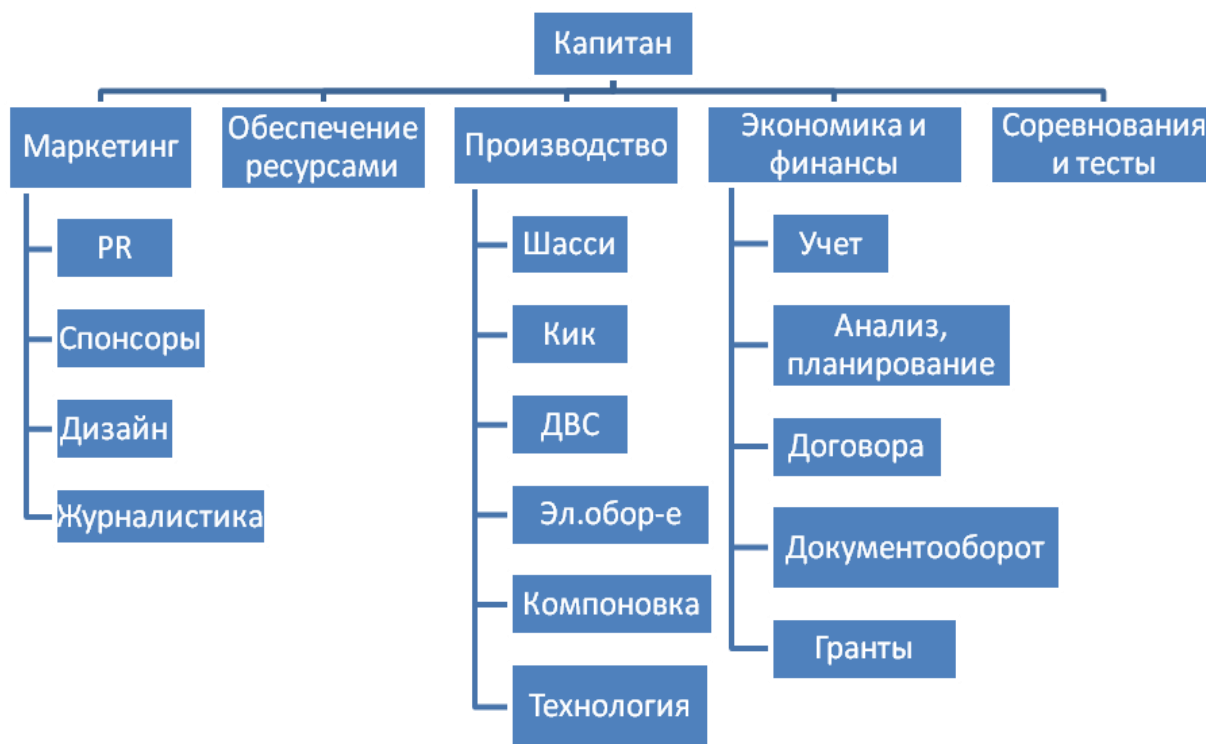 Капитан
Маркетинг
PR
Спонсоры
Дизайн
Журналистика
Обеспечение
ресурсами
Производство
Шасси
Кик
ДВС
Эл.обор-е
Компоновка
Технология
Экономика и
финансы
Учет
Анализ,
планирование
Договора
Документооборот
Гранты
Соревнования
и тесты